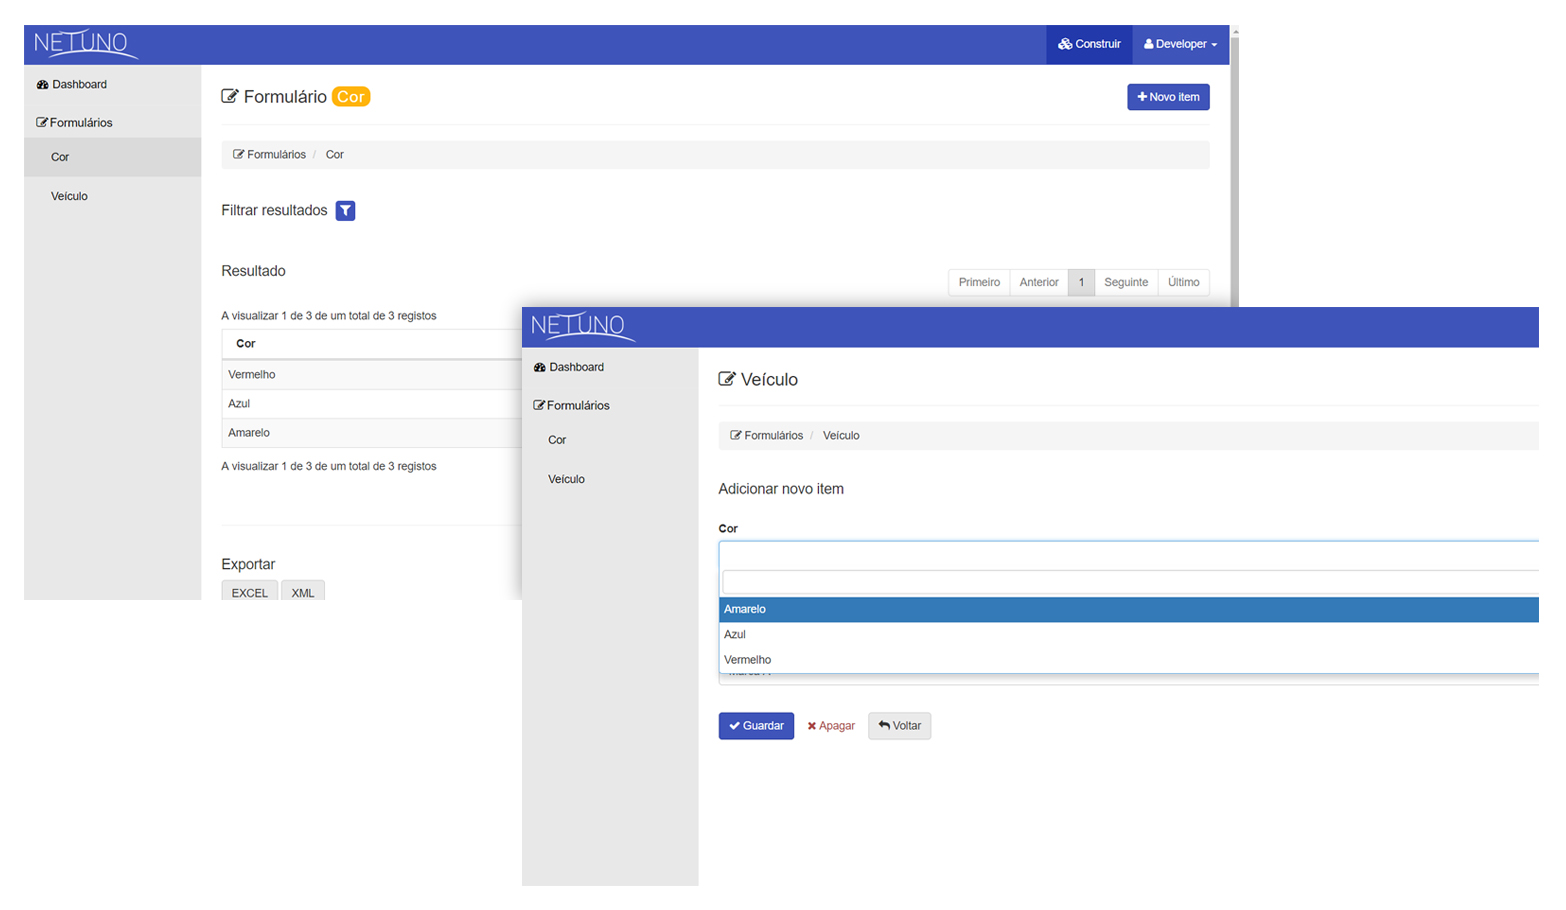 NETUNO
Construir
Developer
Dashboard
Formulários
Cor
Veículo
Formulário Cor
Novo item
Formulários / Cor
Filtrar resultados
Resultado
Primeiro Anterior 1 Seguinte Último
A visualizar 1 de 3 de um total de 3 registos
Cor
Vermelho
Azul
Amarelo
A visualizar 1 de 3 de um total de 3 registos
Exportar
EXCEL XML
NETUNO
Dashboard
Formulários
Cor
Veículo
Veículo
Formulários / Veículo
Adicionar novo item
Cor
Amarelo
Azul
Vermelho
Guardar Apagar Voltar